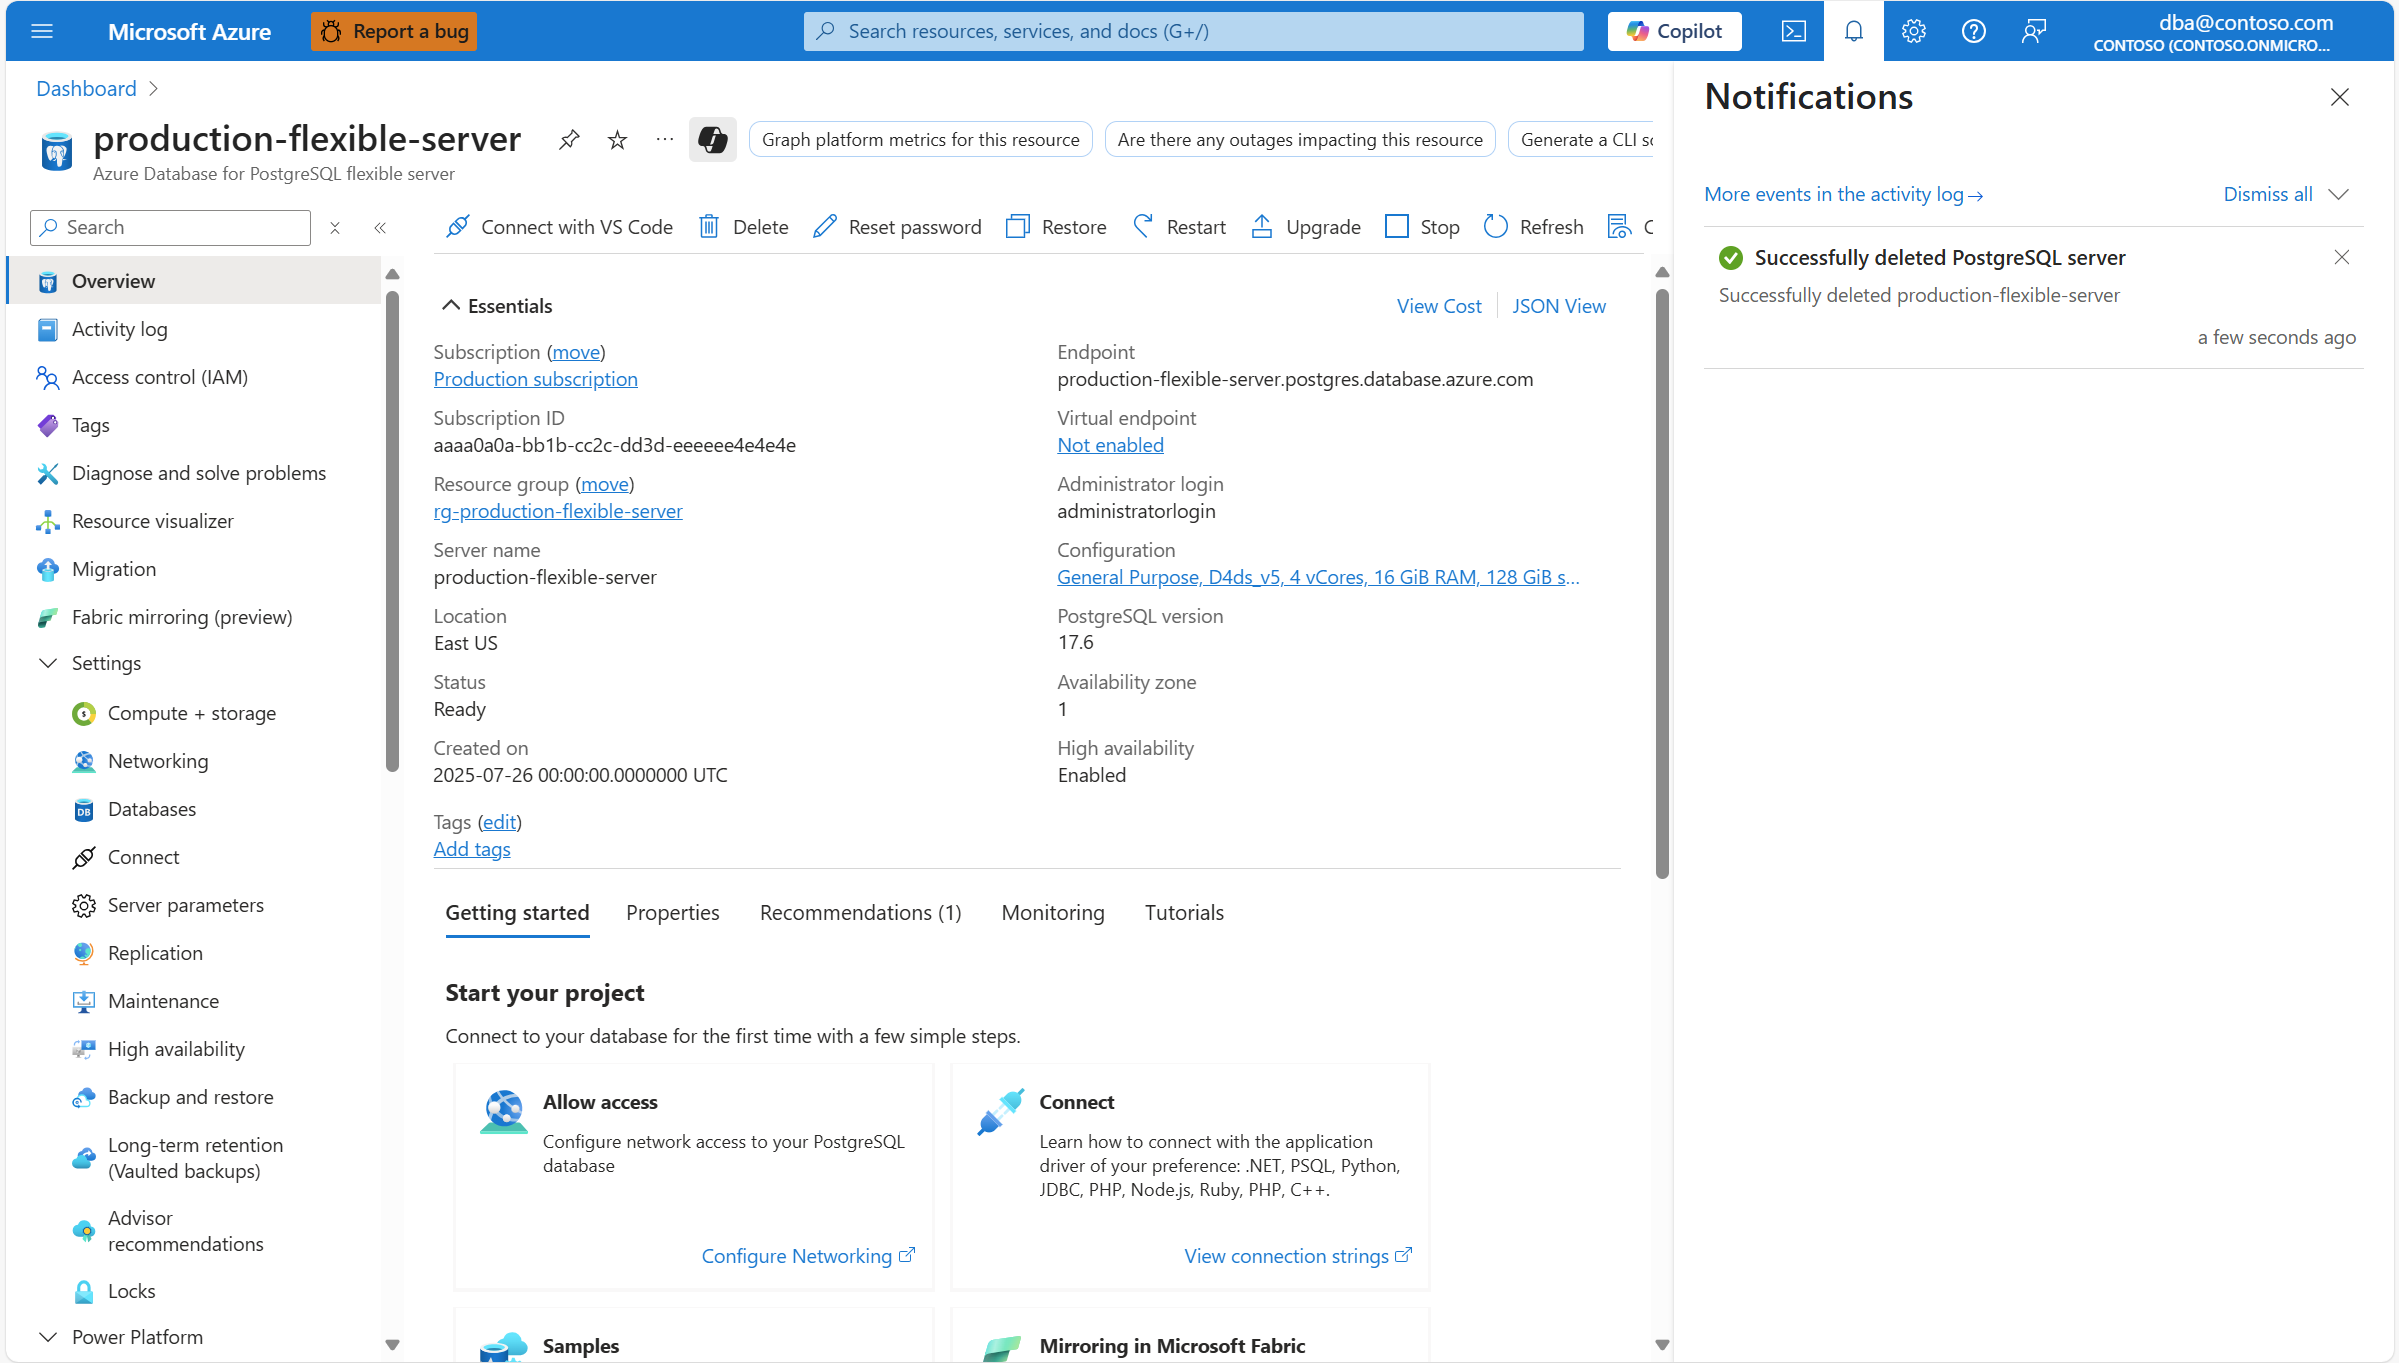 Microsoft Azure
Report a bug
Search resources, services, and docs (G+/)
Copilot
dba@contoso.com
CONTOSO (CONTOSO.ONMICRO...
Dashboard
production-flexible-server
Azure Database for PostgreSQL flexible server
Graph platform metrics for this resource
Are there any outages impacting this resource
Generate a CLI
Search
Connect with VS Code
Delete
Reset password
Restore
Restart
Upgrade
Stop
Refresh
Overview
Activity log
Access control (IAM)
Tags
Diagnose and solve problems
Resource visualizer
Migration
Fabric mirroring (preview)
Settings
Compute + storage
Networking
Databases
Connect
Server parameters
Replication
Maintenance
High availability
Backup and restore
Long-term retention
(Vaulted backups)
Advisor
recommendations
Locks
Power Platform
Essentials
View Cost
JSON View
Subscription (move)
Production subscription
Subscription ID
aaaa0a0a-bb1b-cc2c-dd3d-eeeeee4e4e4e
Resource group (move)
rg-production-flexible-server
Server name
production-flexible-server
Location
East US
Status
Ready
Created on
2025-07-26 00:00:00.0000000 UTC
Tags (edit)
Add tags
Endpoint
production-flexible-server.postgres.database.azure.com
Virtual endpoint
Not enabled
Administrator login
administratorlogin
Configuration
General Purpose, D4ds_v5, 4 vCores, 16 GiB RAM, 128 GiB s...
PostgreSQL version
17.6
Availability zone
1
High availability
Enabled
Getting started
Properties
Recommendations (1)
Monitoring
Tutorials
Start your project
Connect to your database for the first time with a few simple steps.
Allow access
Configure network access to your PostgreSQL
database
Configure Networking
Connect
Learn how to connect with the application
driver of your preference: .NET, PSQL, Python,
JDBC, PHP, Node.js, Ruby, PHP, C++.
View connection strings
Samples
Mirroring in Microsoft Fabric
Notifications
More events in the activity log→
Dismiss all
Successfully deleted PostgreSQL server
Successfully deleted production-flexible-server
a few seconds ago